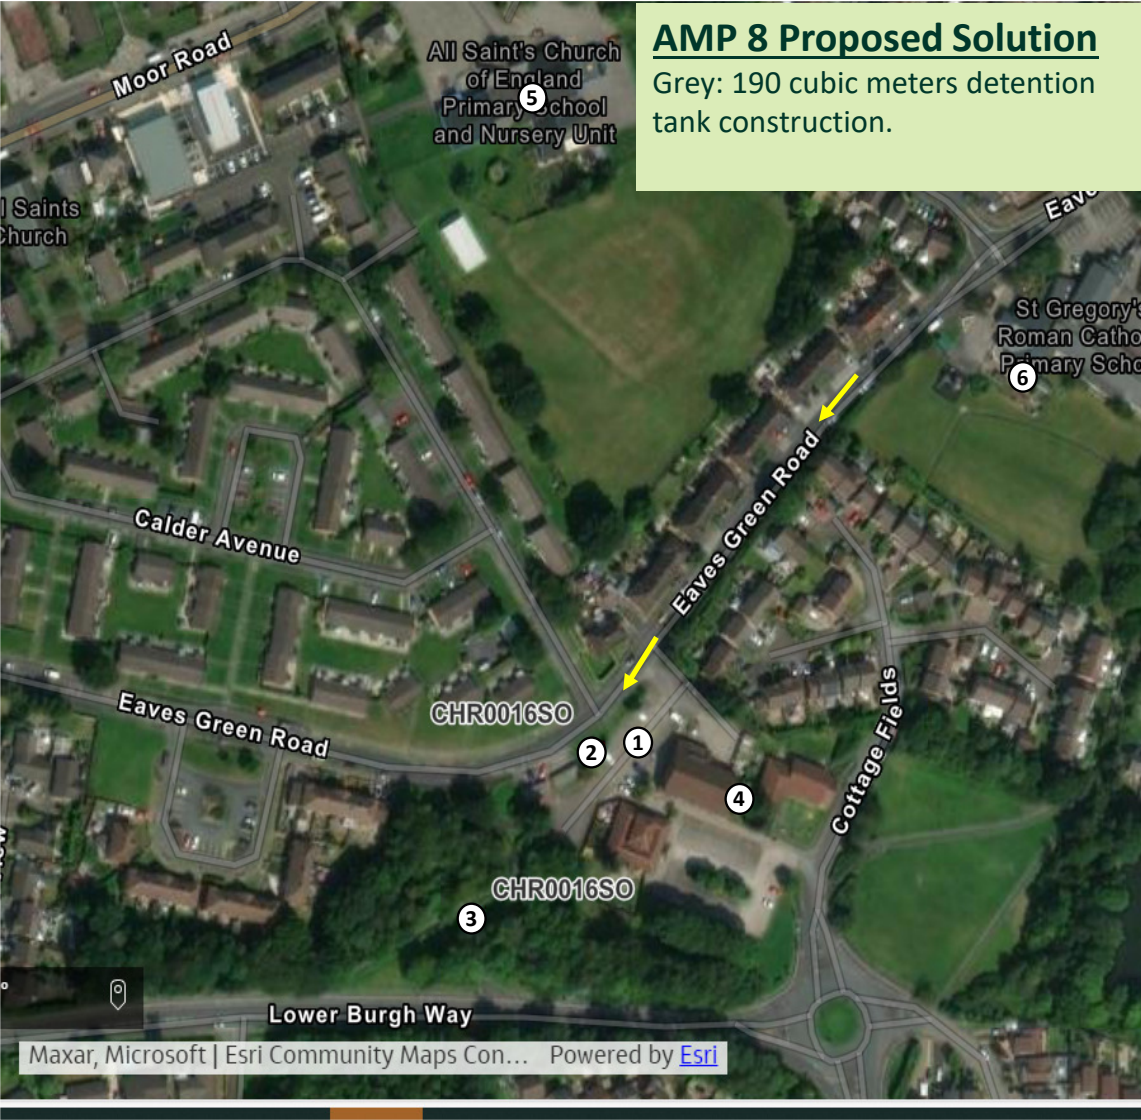 AMP 8 Proposed Solution
Grey: 190 cubic meters detention
tank construction.
Moor Road
All Saint's Church
of England
Primary School
and Nursery Unit
5
l Saints
Church
Eave
St Gregory's
Roman Catho
Primary Scho
6
Eaves Green Road
Calder Avenue
Eaves Green Road
CHR0016SO
2
1
4
Cottage Fields
CHR0016SO
3
Lower Burgh Way
Maxar, Microsoft | Esri Community Maps Con... Powered by Esri